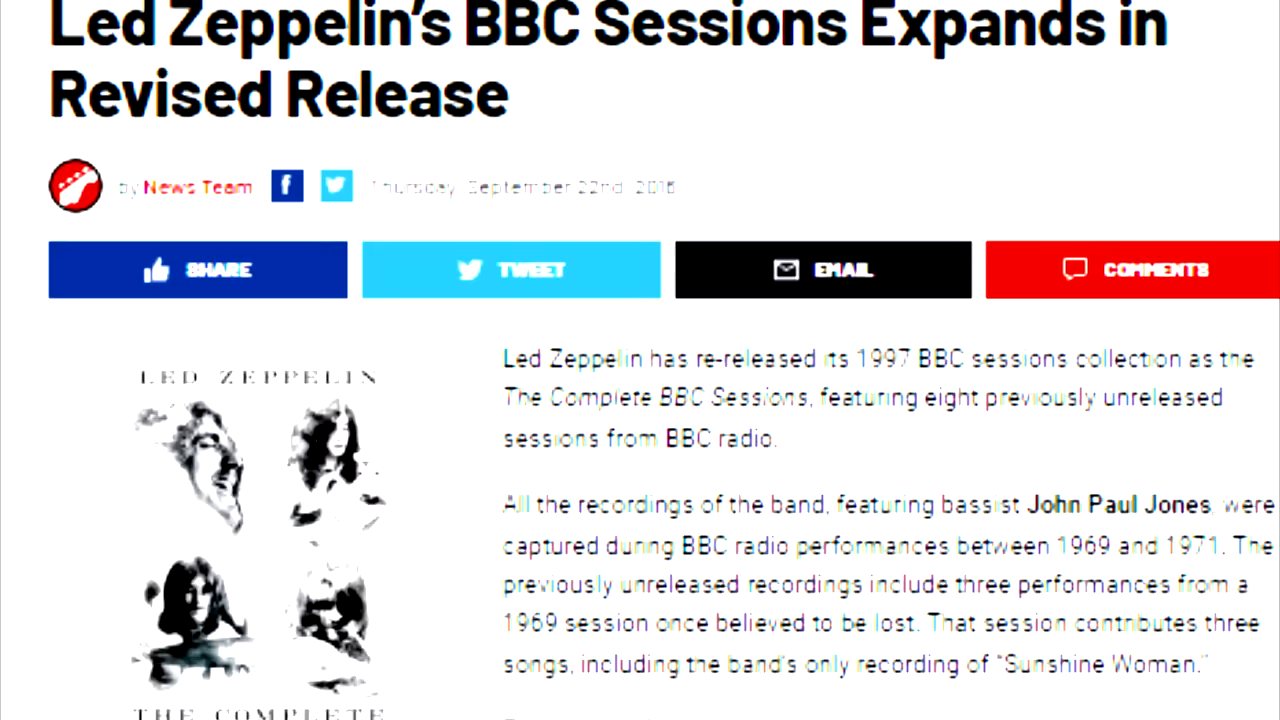 Led Zeppelin's BBC Sessions Expands in
Revised Release
by News Team
Thursday, September 22nd, 2016
SHARE
TWEET
EMAIL
COMMENTS
LED ZEPPELIN
THE COMPLETE
Led Zeppelin has re-released its 1997 BBC sessions collection as the
The Complete BBC Sessions, featuring eight previously unreleased
sessions from BBC radio.
All the recordings of the band, featuring bassist John Paul Jones, were
captured during BBC radio performances between 1969 and 1971. The
previously unreleased recordings include three performances from a
1969 session once believed to be lost. That session contributes three
songs, including the band's only recording of "Sunshine Woman."